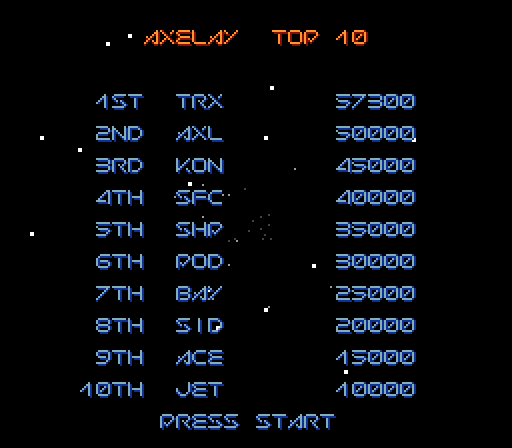 AXELAY TOP 10
1ST TRX 57300
2ND AXL 50000
3RD KON 45000
4TH SFC 40000
5TH SHP 35000
6TH POD 30000
7TH BAY 25000
8TH SID 20000
9TH ACE 15000
10TH JET 10000
PRESS START